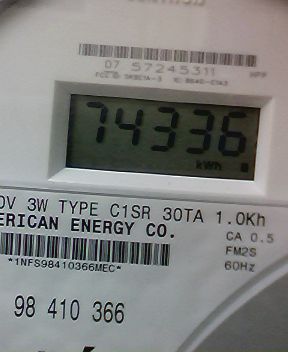 07 57245311
74336
kWh
0V 3W TYPE C1SR 30TA 1.0Kh
ERICAN ENERGY CO.
CA 0.5
FM2S
*1NFS98410366MEC*
60Hz
98 410 366